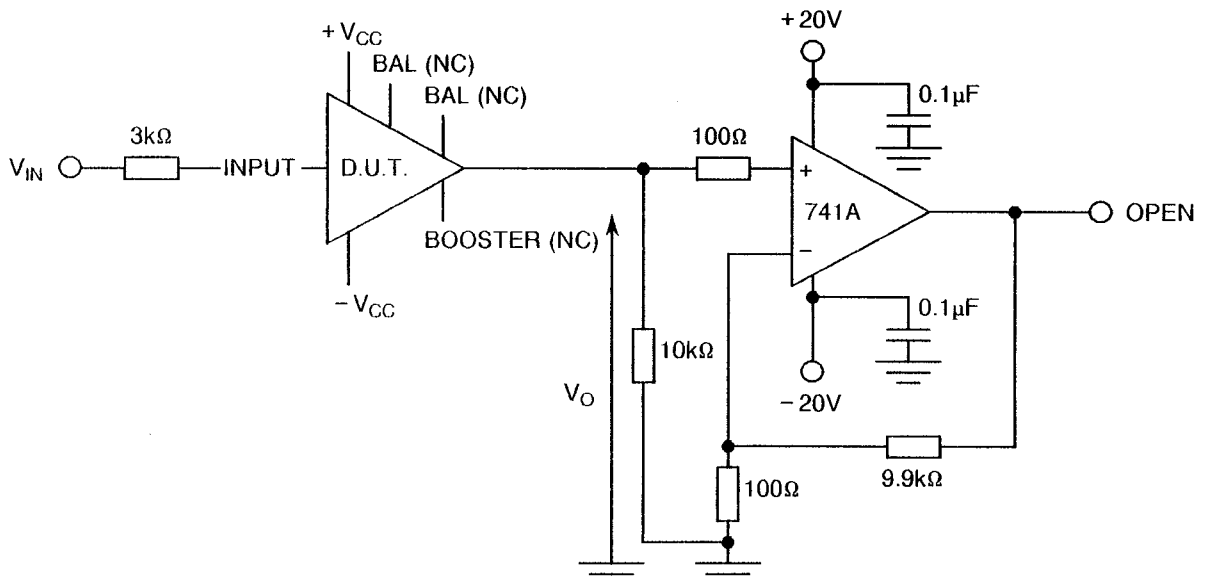 +20V
+V_CC
BAL (NC)
BAL (NC)
0.1µF
3kΩ
100Ω
V_IN
INPUT
D.U.T.
+
741A
−
OPEN
BOOSTER (NC)
−V_CC
0.1µF
10kΩ
V_O
−20V
100Ω
9.9kΩ